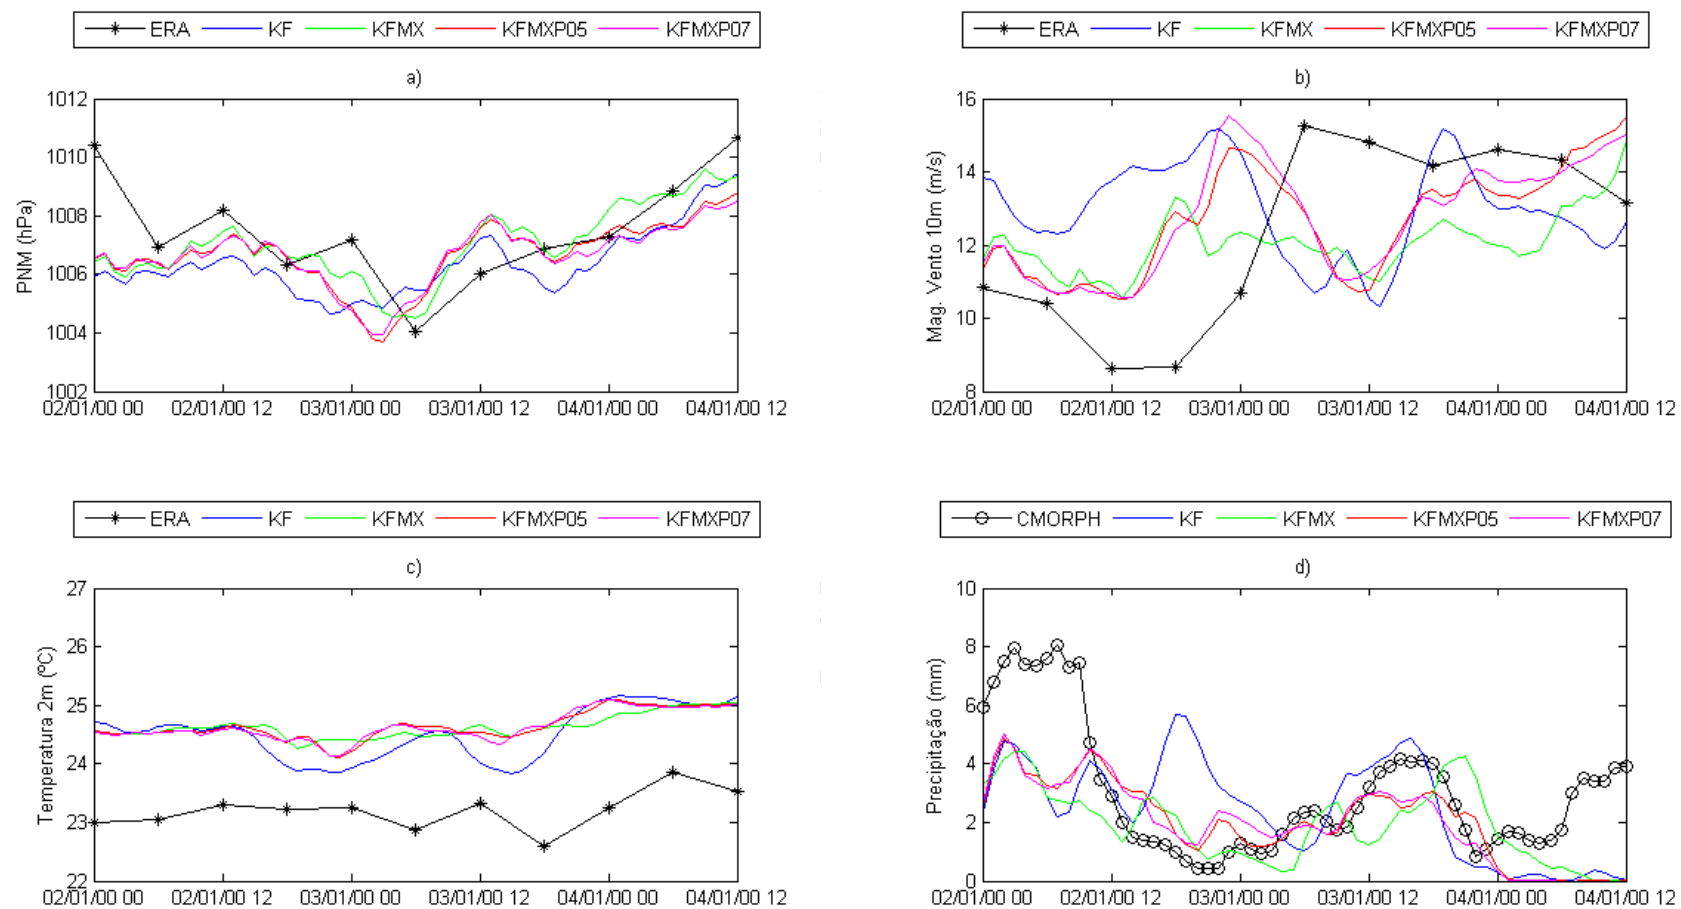 ERA KF KFMX KFMXP05 KFMXP07
a)
PNM (hPa)
1012
1010
1008
1006
1004
1002
02/01/00 00 02/01/00 12 03/01/00 00 03/01/00 12 04/01/00 00 04/01/00 12
ERA KF KFMX KFMXP05 KFMXP07
b)
Mag. Vento 10m (m/s)
16
14
12
10
8
02/01/00 00 02/01/00 12 03/01/00 00 03/01/00 12 04/01/00 00 04/01/00 12
ERA KF KFMX KFMXP05 KFMXP07
c)
Temperatura 2m (ºC)
27
26
25
24
23
22
02/01/00 00 02/01/00 12 03/01/00 00 03/01/00 12 04/01/00 00 04/01/00 12
CMORPH KF KFMX KFMXP05 KFMXP07
d)
Precipitação (mm)
10
8
6
4
2
0
02/01/00 00 02/01/00 12 03/01/00 00 03/01/00 12 04/01/00 00 04/01/00 12